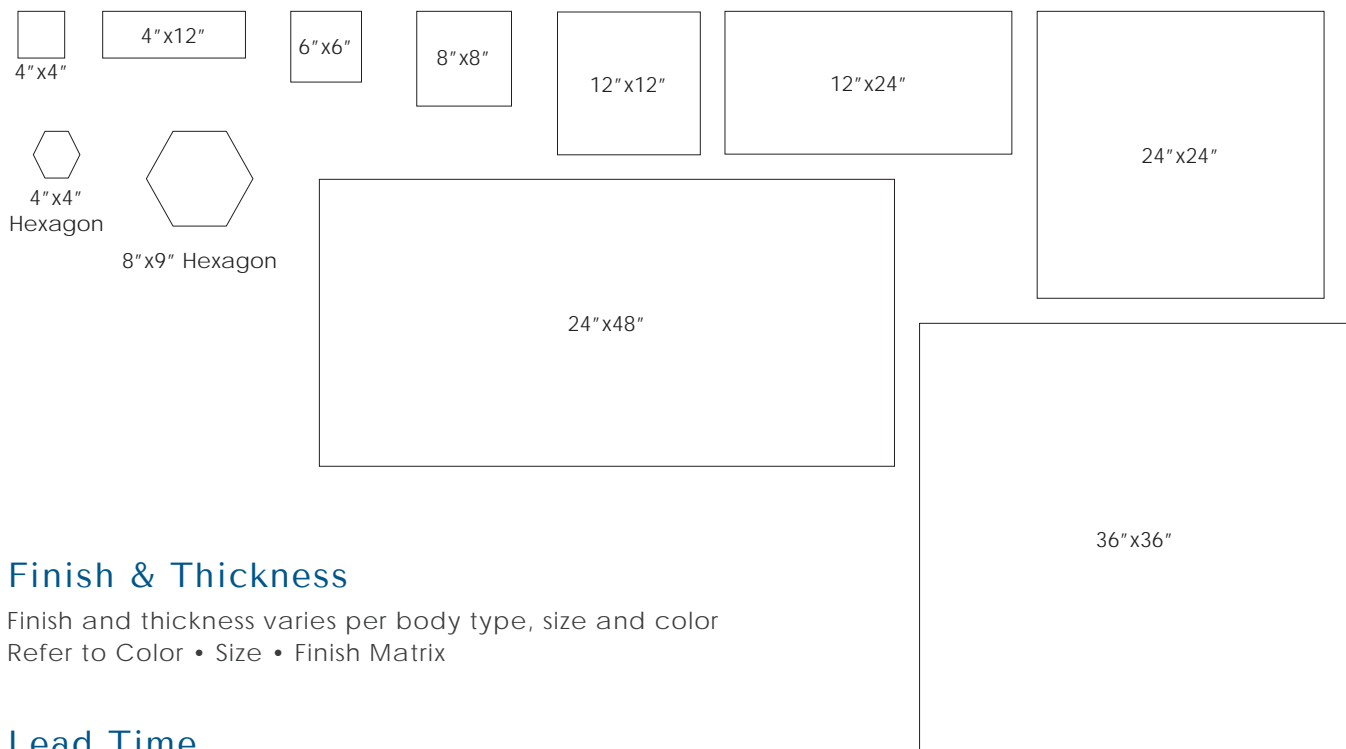 4"x4"
4"x12"
6"x6"
8"x8"
12"x12"
12"x24"
24"x24"
4"x4"
Hexagon
8"x9" Hexagon
24"x48"
36"x36"
Finish & Thickness
Finish and thickness varies per body type, size and color
Refer to Color • Size • Finish Matrix
Lead Time